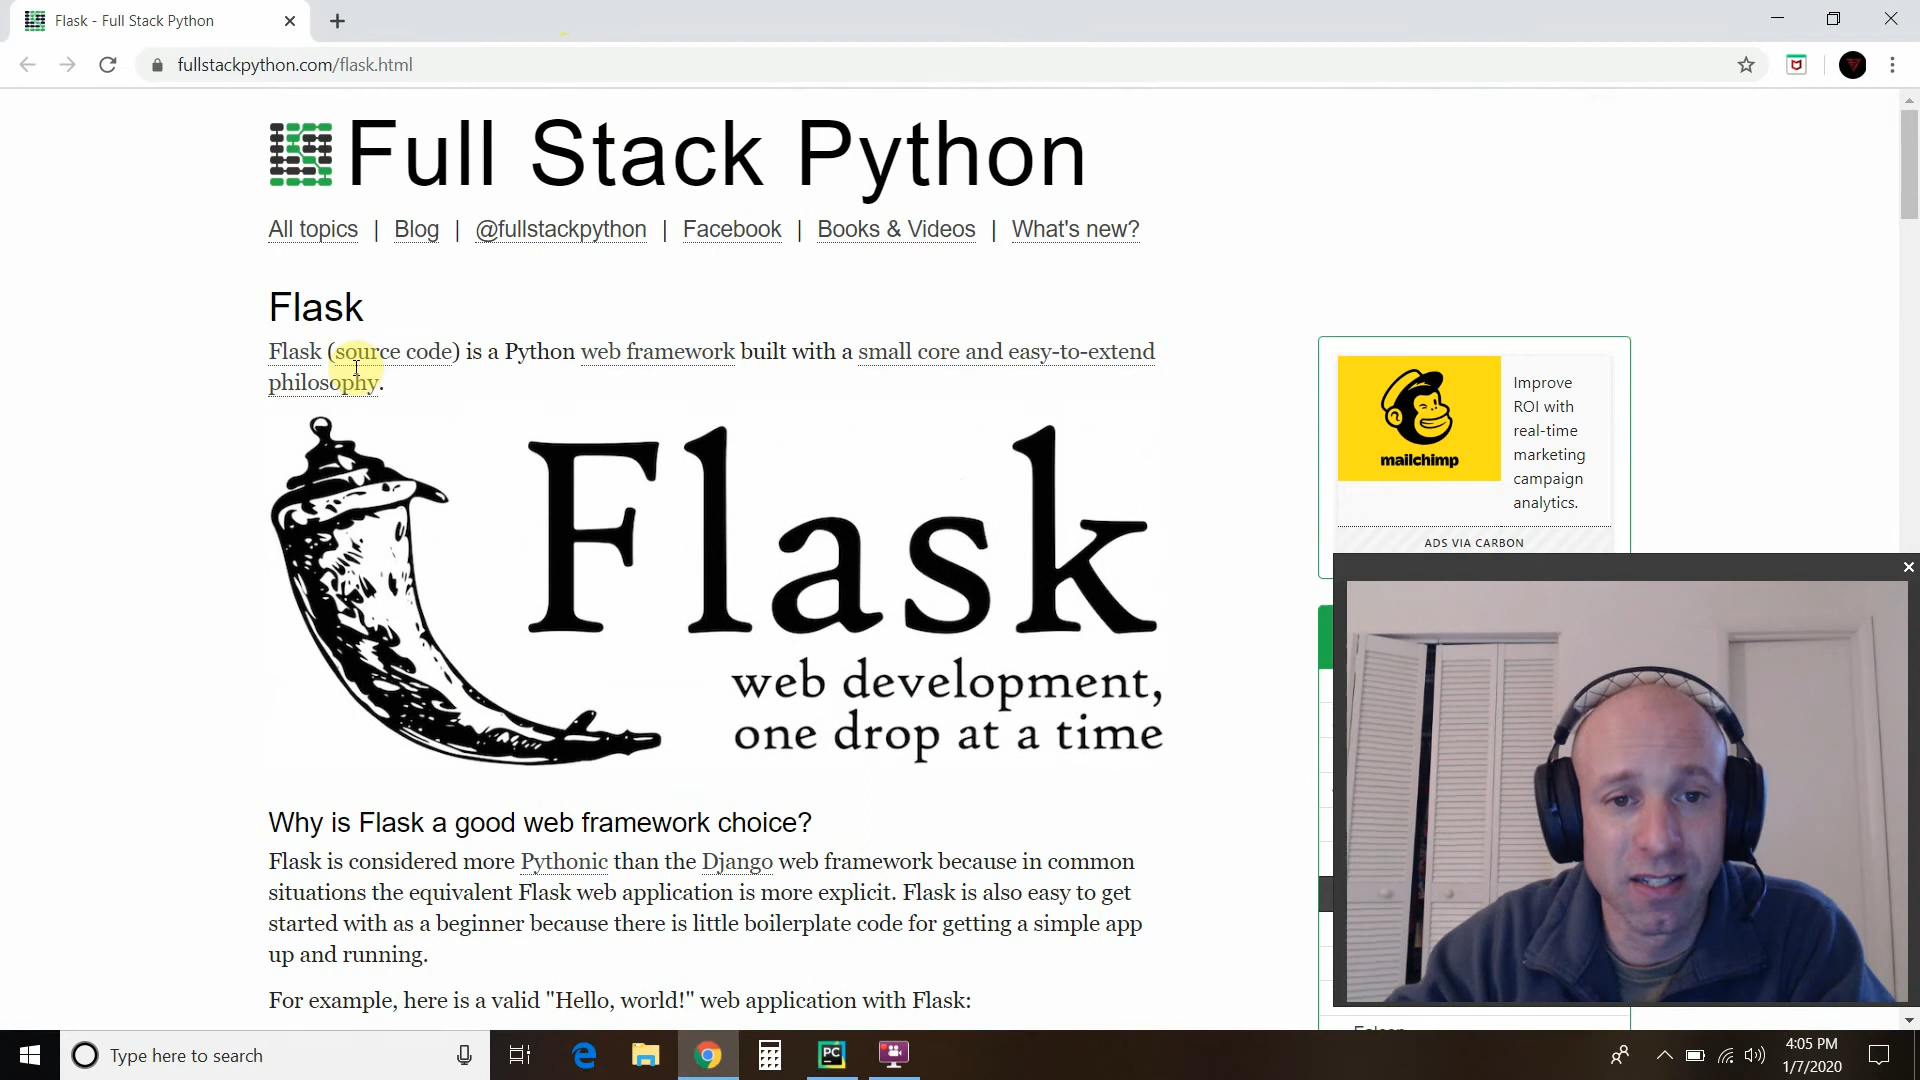 Flask - Full Stack Python
fullstackpython.com/flask.html
Full Stack Python
All topics | Blog | @fullstackpython | Facebook | Books & Videos | What's new?
Flask
Flask (source code) is a Python web framework built with a small core and easy-to-extend
philosophy.
Flask
web development,
one drop at a time
mailchimp
Improve
ROI with
real-time
marketing
campaign
analytics.
ADS VIA CARBON
Why is Flask a good web framework choice?
Flask is considered more Pythonic than the Django web framework because in common
situations the equivalent Flask web application is more explicit. Flask is also easy to get
started with as a beginner because there is little boilerplate code for getting a simple app
up and running.
For example, here is a valid "Hello, world!" web application with Flask:
Type here to search
PC
4:05 PM
1/7/2020